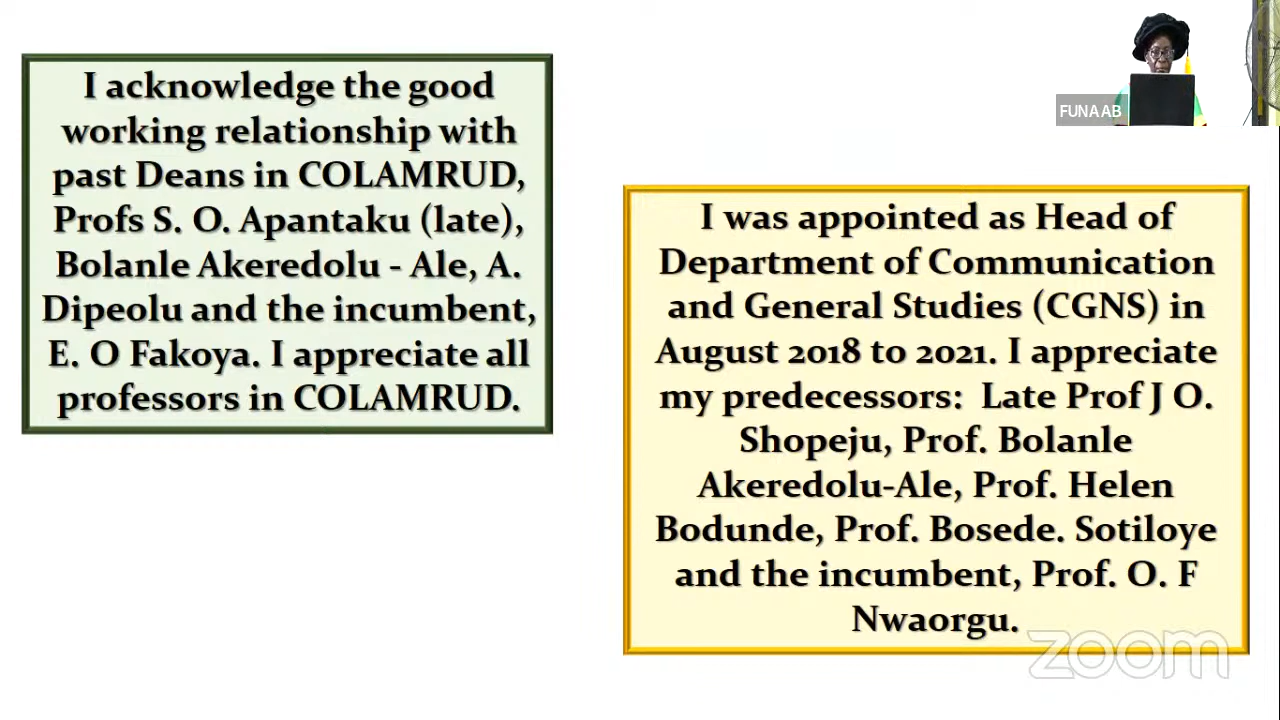 I acknowledge the good
working relationship with
past Deans in COLAMRUD,
Profs S. O. Apantaku (late),
Bolanle Akeredolu - Ale, A.
Dipeolu and the incumbent,
E. O Fakoya. I appreciate all
professors in COLAMRUD.
FUNAAB
I was appointed as Head of
Department of Communication
and General Studies (CGNS) in
August 2018 to 2021. I appreciate
my predecessors: Late Prof J O.
Shopeju, Prof. Bolanle
Akeredolu-Ale, Prof. Helen
Bodunde, Prof. Bosede. Sotiloye
and the incumbent, Prof. O. F
Nwaorgu.
zoom